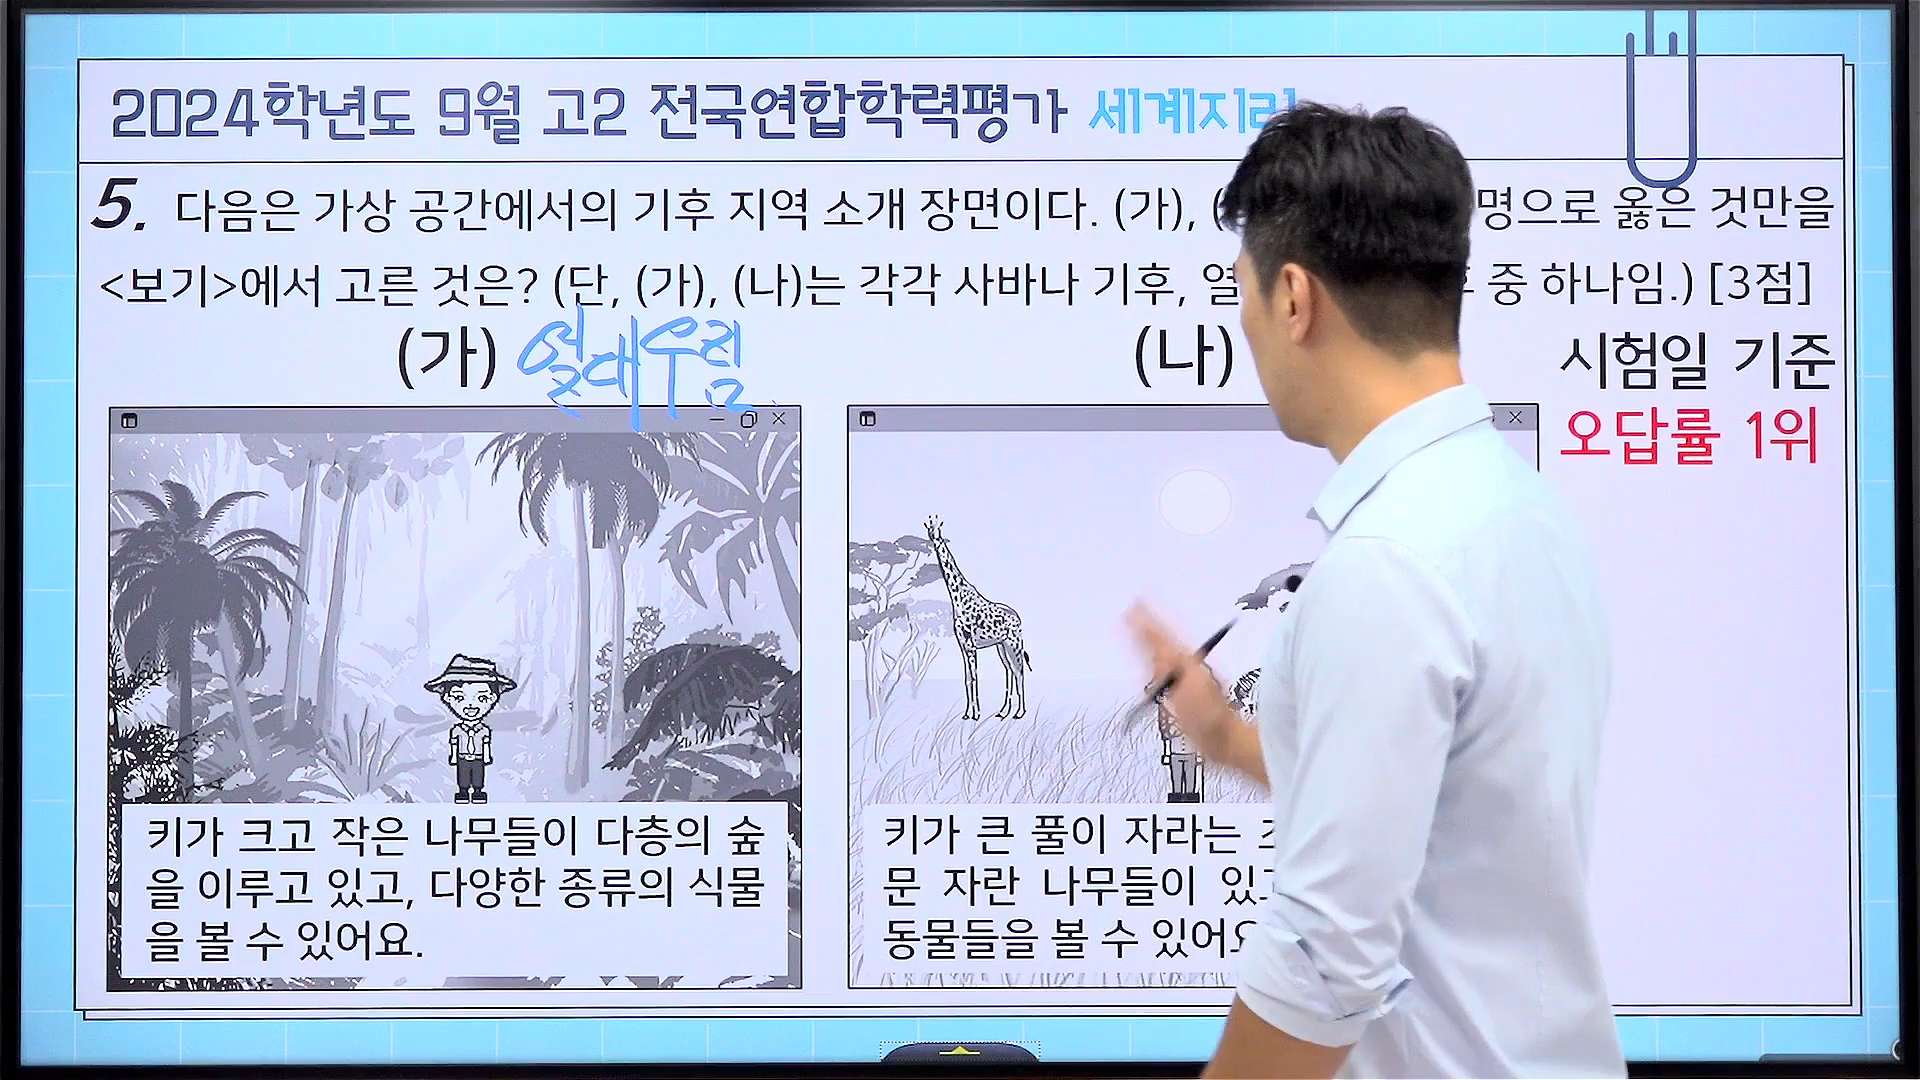 2024학년도 9월 고2 전국연합학력평가 세계지리
5. 다음은 가상 공간에서의 기후 지역 소개 장면이다. (가), 명으로 옳은 것만을
<보기>에서 고른 것은? (단, (가), (나)는 각각 사바나 기후, 열 중 하나임.) [3점]
(가) 열대우림
(나)
시험일 기준
오답률 1위
키가 크고 작은 나무들이 다층의 숲
을 이루고 있고, 다양한 종류의 식물
을 볼 수 있어요.
키가 큰 풀이 자라는
문 자란 나무들이
동물들을 볼 수 있어요